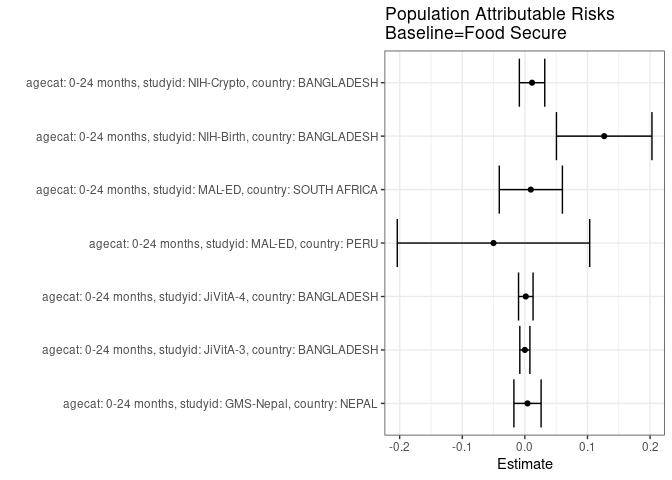 Population Attributable Risks
Baseline=Food Secure
agecat: 0-24 months, studyid: NIH-Crypto, country: BANGLADESH
agecat: 0-24 months, studyid: NIH-Birth, country: BANGLADESH
agecat: 0-24 months, studyid: MAL-ED, country: SOUTH AFRICA
agecat: 0-24 months, studyid: MAL-ED, country: PERU
agecat: 0-24 months, studyid: JiVitA-4, country: BANGLADESH
agecat: 0-24 months, studyid: JiVitA-3, country: BANGLADESH
agecat: 0-24 months, studyid: GMS-Nepal, country: NEPAL
-0.2 -0.1 0.0 0.1 0.2
Estimate